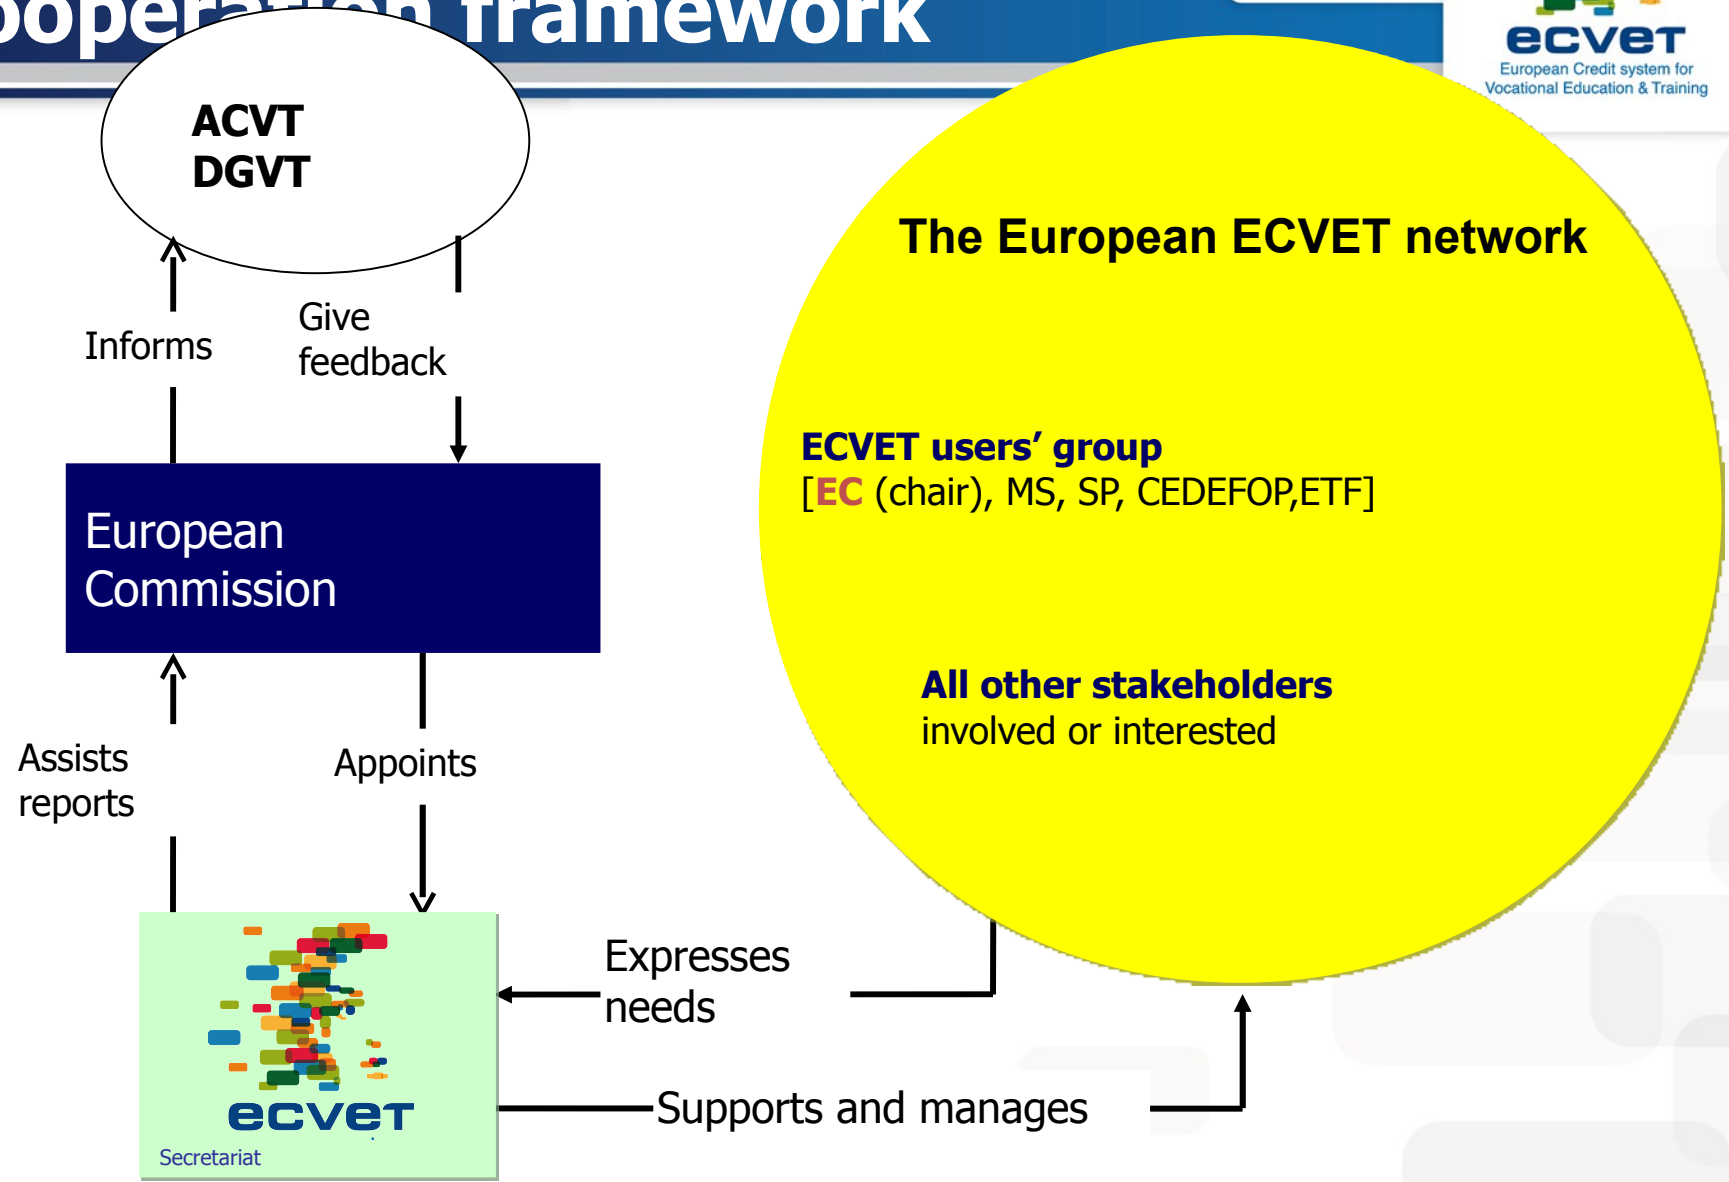 ooperation framework
ecvet
European Credit system for
Vocational Education & Training
ACVT
DGVT
The European ECVET network
Informs
Give
feedback
ECVET users’ group
[EC (chair), MS, SP, CEDEFOP,ETF]
European
Commission
All other stakeholders
involved or interested
Assists
reports
Appoints
Expresses
needs
Supports and manages
ecvet
Secretariat